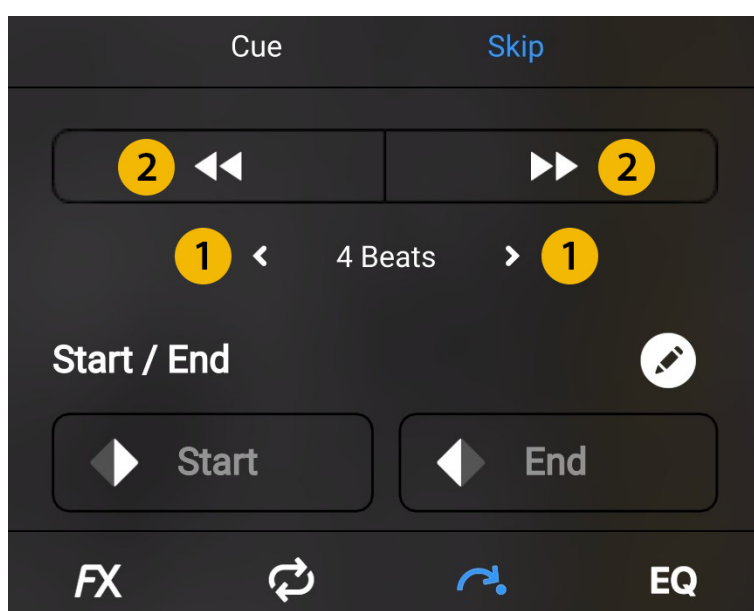 Cue Skip
2 2
1 4 Beats 1
Start / End
Start End
FX EQ